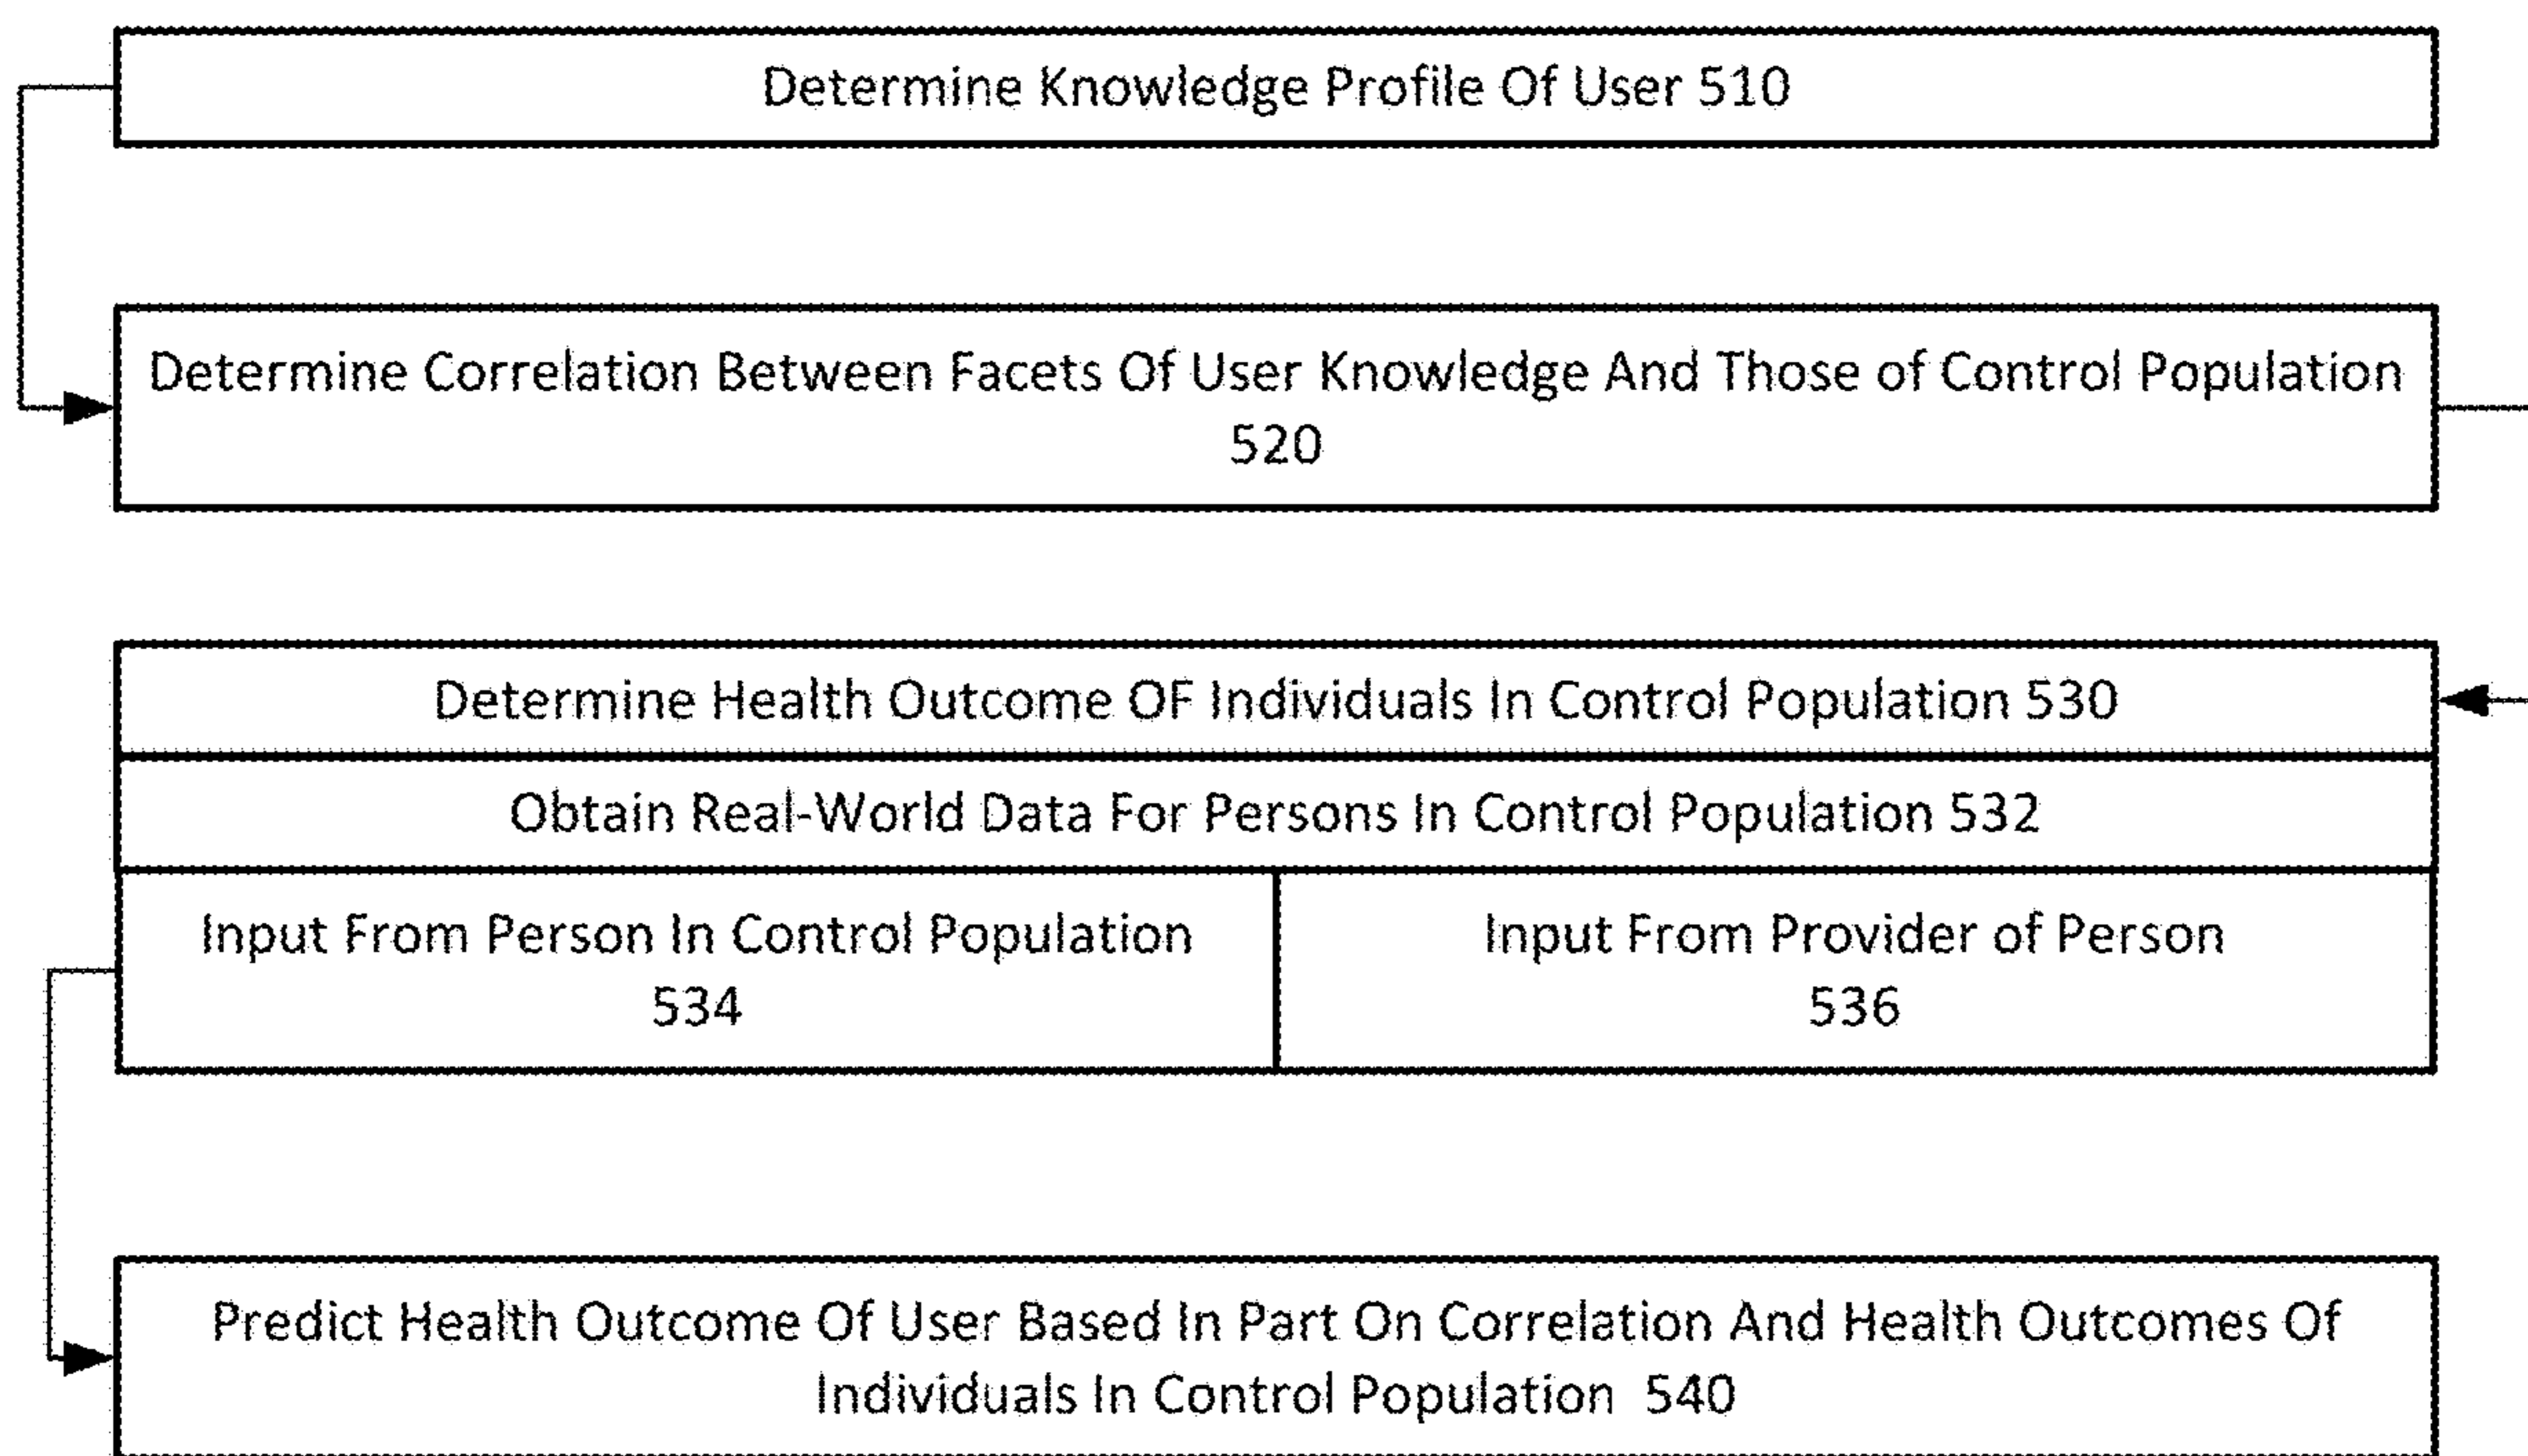 Determine Knowledge Profile Of User 510
Determine Correlation Between Facets Of User Knowledge And Those of Control Population
520
Determine Health Outcome OF Individuals In Control Population 530
Obtain Real-World Data For Persons In Control Population 532
Input From Person In Control Population
534
Input From Provider of Person
536
Predict Health Outcome Of User Based In Part On Correlation And Health Outcomes Of
Individuals In Control Population 540